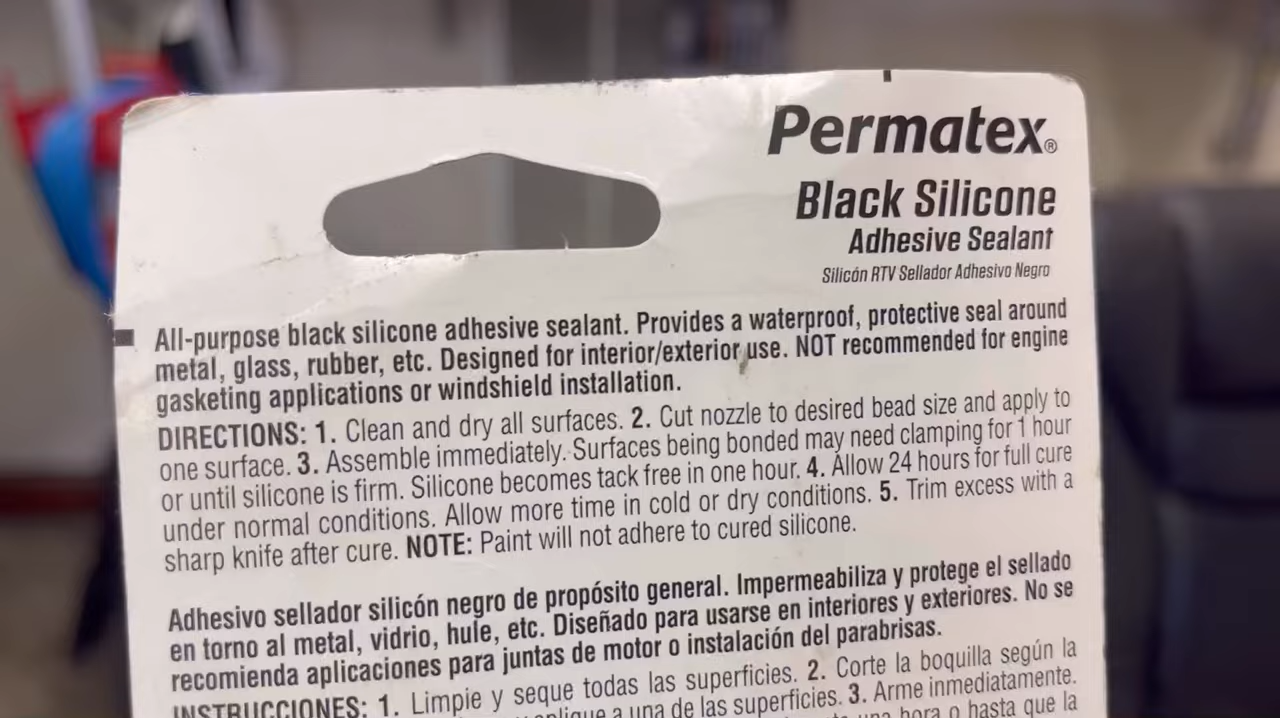 Permatex®
Black Silicone
Adhesive Sealant
Silicón RTV Sellador Adhesivo Negro
All-purpose black silicone adhesive sealant. Provides a waterproof, protective seal around
metal, glass, rubber, etc. Designed for interior/exterior use. NOT recommended for engine
gasketing applications or windshield installation.
DIRECTIONS: 1. Clean and dry all surfaces. 2. Cut nozzle to desired bead size and apply to
one surface. 3. Assemble immediately. Surfaces being bonded may need clamping for 1 hour
or until silicone is firm. Silicone becomes tack free in one hour. 4. Allow 24 hours for full cure
under normal conditions. Allow more time in cold or dry conditions. 5. Trim excess with a
sharp knife after cure. NOTE: Paint will not adhere to cured silicone.
Adhesivo sellador silicón negro de propósito general. Impermeabiliza y protege el sellado
en torno al metal, vidrio, hule, etc. Diseñado para usarse en interiores y exteriores. No se
recomienda aplicaciones para juntas de motor o instalación del parabrisas.
INSTRUCCIONES: 1. Limpie y seque todas las superficies. 2. Corte la boquilla según la
a una de las superficies. 3. Arme inmediatamente.
una hora o hasta que la